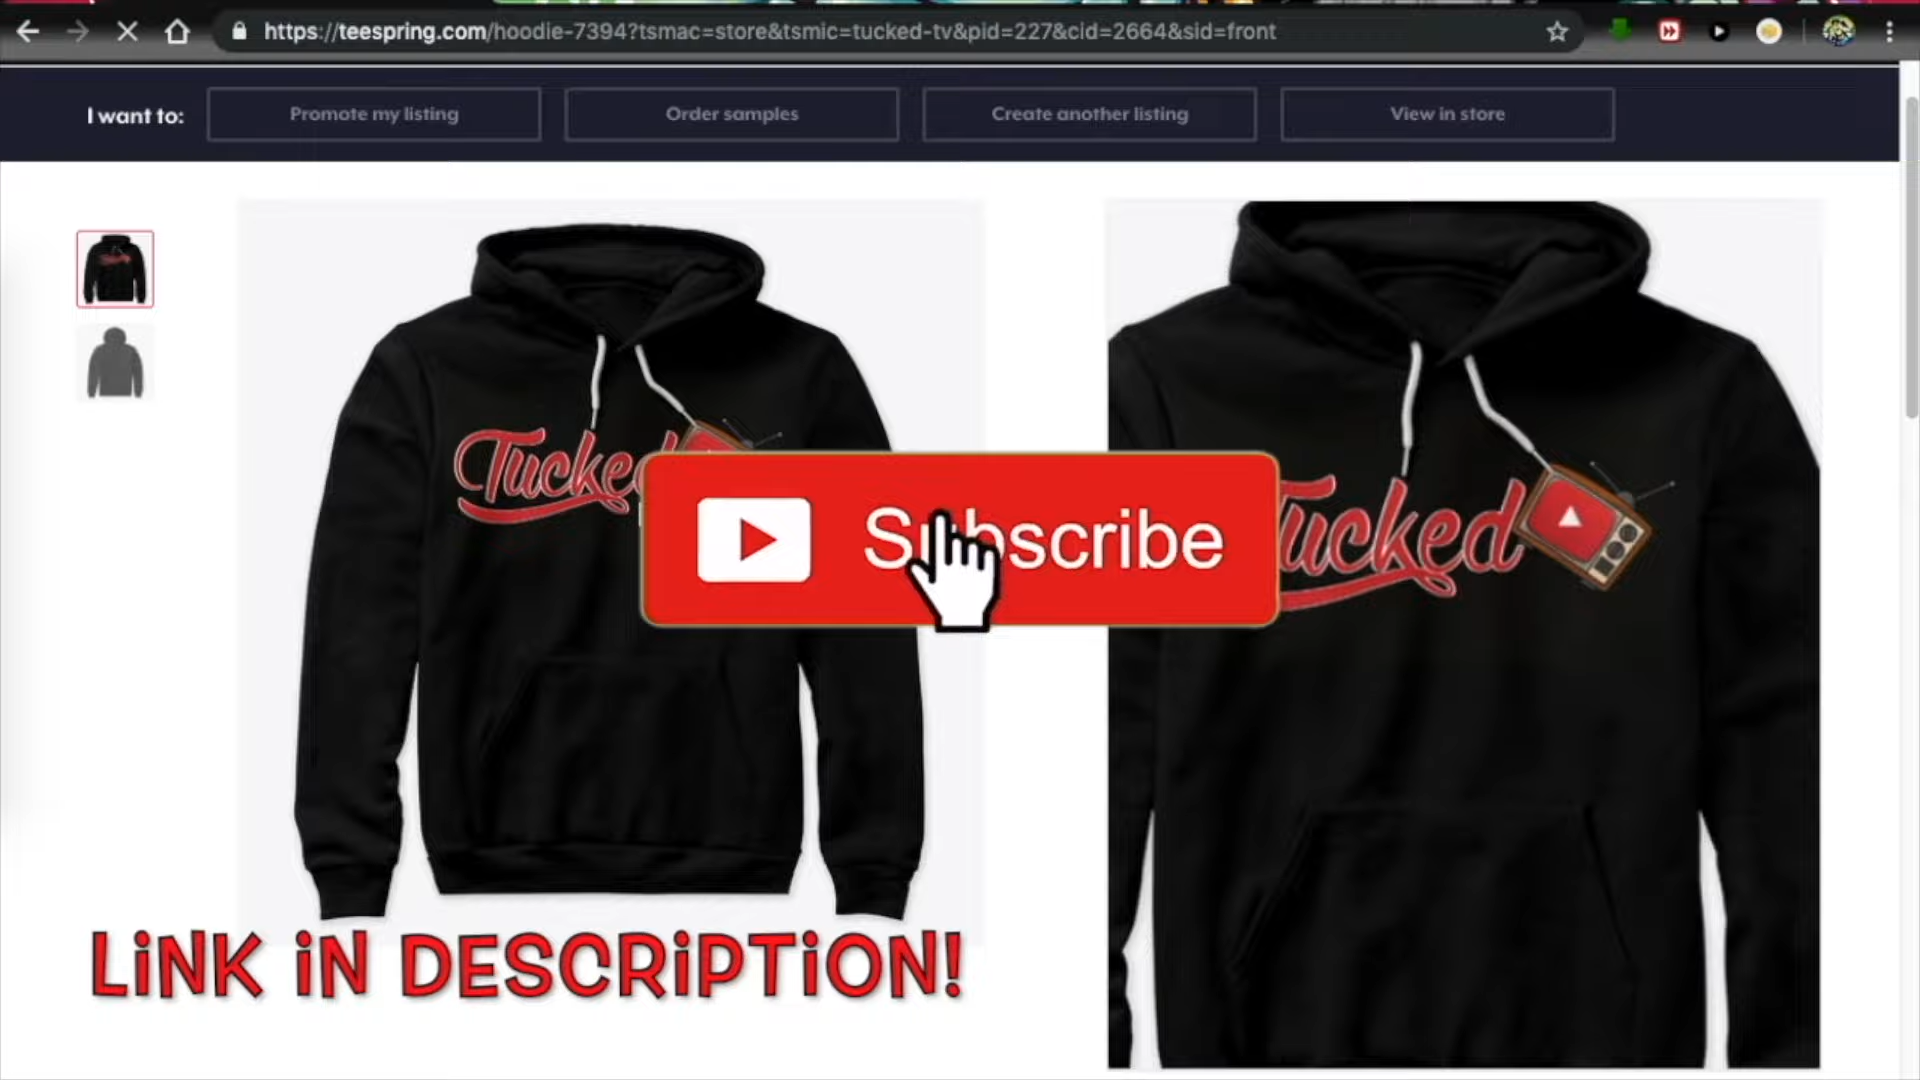 https://teespring.com/hoodie-7394?tsmac=store&tsmic=tucked-tv&pid=227&cid=2664&sid=front
I want to:
Promote my listing
Order samples
Create another listing
View in store
Tucked
Tucked
Subscribe
LiNK iN DESCRiPTiON!